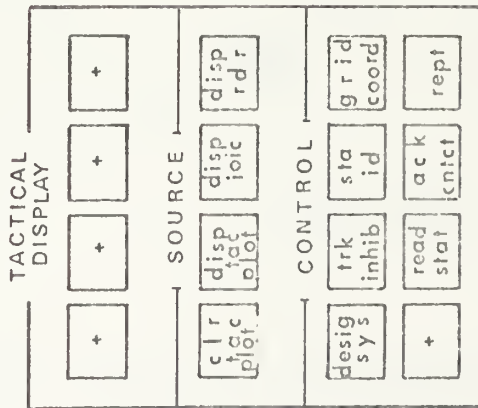 TACTICAL
DISPLAY
+ + + +
SOURCE
clr
tac
plot
disp
tac
plot
disp
ioic
disp
rdr
CONTROL
desig
sys
trk
inhib
sta
id
grid
coord
+
read
stat
ack
rept